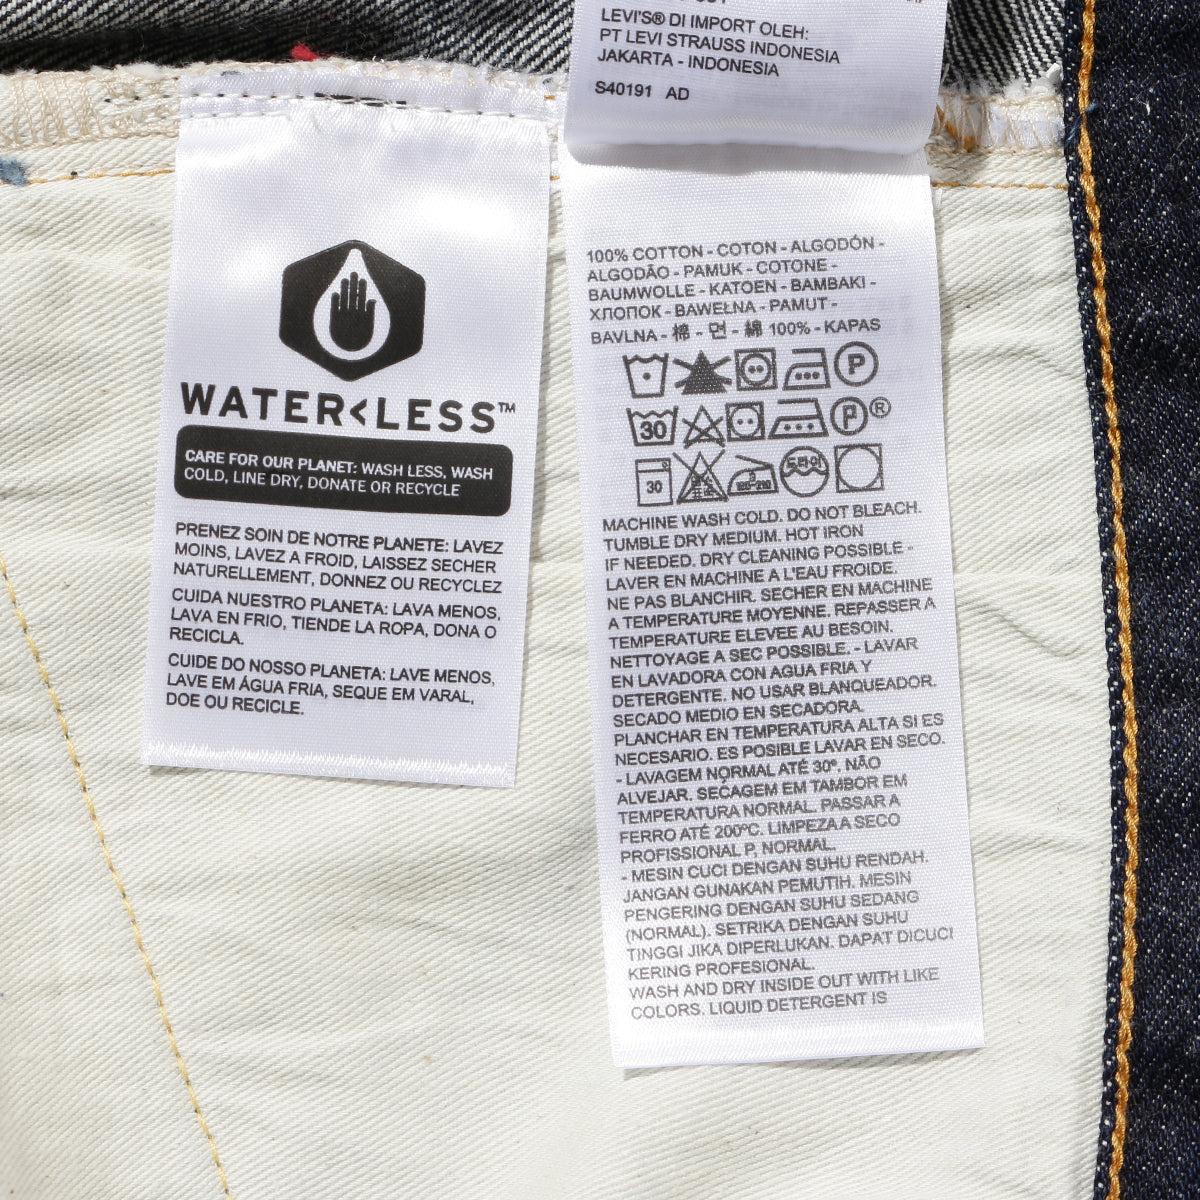 LEVI'S® DI IMPORT OLEH:
PT LEVI STRAUSS INDONESIA
JAKARTA - INDONESIA
S40191 AD
WATER<LESS™
CARE FOR OUR PLANET: WASH LESS, WASH
COLD, LINE DRY, DONATE OR RECYCLE
PRENEZ SOIN DE NOTRE PLANETE: LAVEZ
MOINS, LAVEZ A FROID, LAISSEZ SECHER
NATURELLEMENT, DONNEZ OU RECYCLEZ
CUIDA NUESTRO PLANETA: LAVA MENOS,
LAVA EN FRIO, TIENDE LA ROPA, DONA O
RECICLA.
CUIDE DO NOSSO PLANETA: LAVE MENOS,
LAVE EM ÁGUA FRIA, SEQUE EM VARAL,
DOE OU RECICLE.
100% COTTON - COTON - ALGODÓN -
ALGODÃO - PAMUK - COTONE -
BAUMWOLLE - KATOEN - BAMBAKI -
ХЛОПОК - BAWEŁNA - PAMUT -
BAVLNA - 棉 - 면 - 綿 100% - KAPAS
P
30 P ®
30 180-210 드라이
MACHINE WASH COLD. DO NOT BLEACH.
TUMBLE DRY MEDIUM. HOT IRON
IF NEEDED. DRY CLEANING POSSIBLE -
LAVER EN MACHINE A L'EAU FROIDE.
NE PAS BLANCHIR. SECHER EN MACHINE
A TEMPERATURE MOYENNE. REPASSER A
TEMPERATURE ELEVEE AU BESOIN.
NETTOYAGE A SEC POSSIBLE. - LAVAR
EN LAVADORA CON AGUA FRIA Y
DETERGENTE. NO USAR BLANQUEADOR.
SECADO MEDIO EN SECADORA.
PLANCHAR EN TEMPERATURA ALTA SI ES
NECESARIO. ES POSIBLE LAVAR EN SECO.
- LAVAGEM NORMAL ATÉ 30°, NÃO
ALVEJAR. SECAGEM EM TAMBOR EM
TEMPERATURA NORMAL. PASSAR A
FERRO ATÉ 200ºC. LIMPEZA A SECO
PROFISSIONAL P, NORMAL.
- MESIN CUCI DENGAN SUHU RENDAH.
JANGAN GUNAKAN PEMUTIH. MESIN
PENGERING DENGAN SUHU SEDANG
(NORMAL). SETRIKA DENGAN SUHU
TINGGI JIKA DIPERLUKAN. DAPAT DICUCI
KERING PROFESIONAL.
WASH AND DRY INSIDE OUT WITH LIKE
COLORS. LIQUID DETERGENT IS